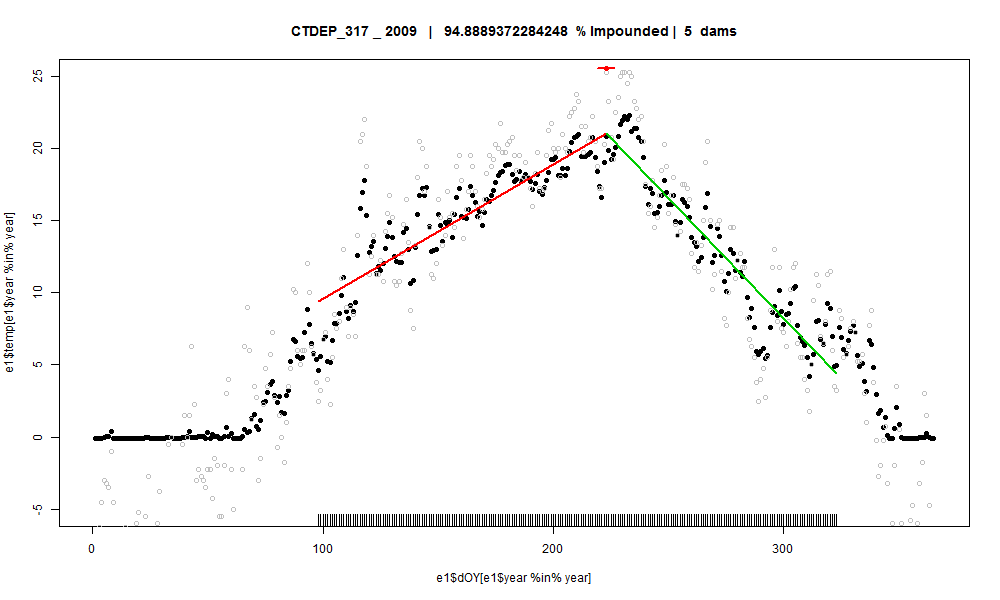 CTDEP_317 _ 2009 | 94.8889372284248 % Impounded | 5 dams
e1$temp[e1$year %in% year]
25
20
15
10
5
0
-5
0 100 200 300
e1$dOY[e1$year %in% year]